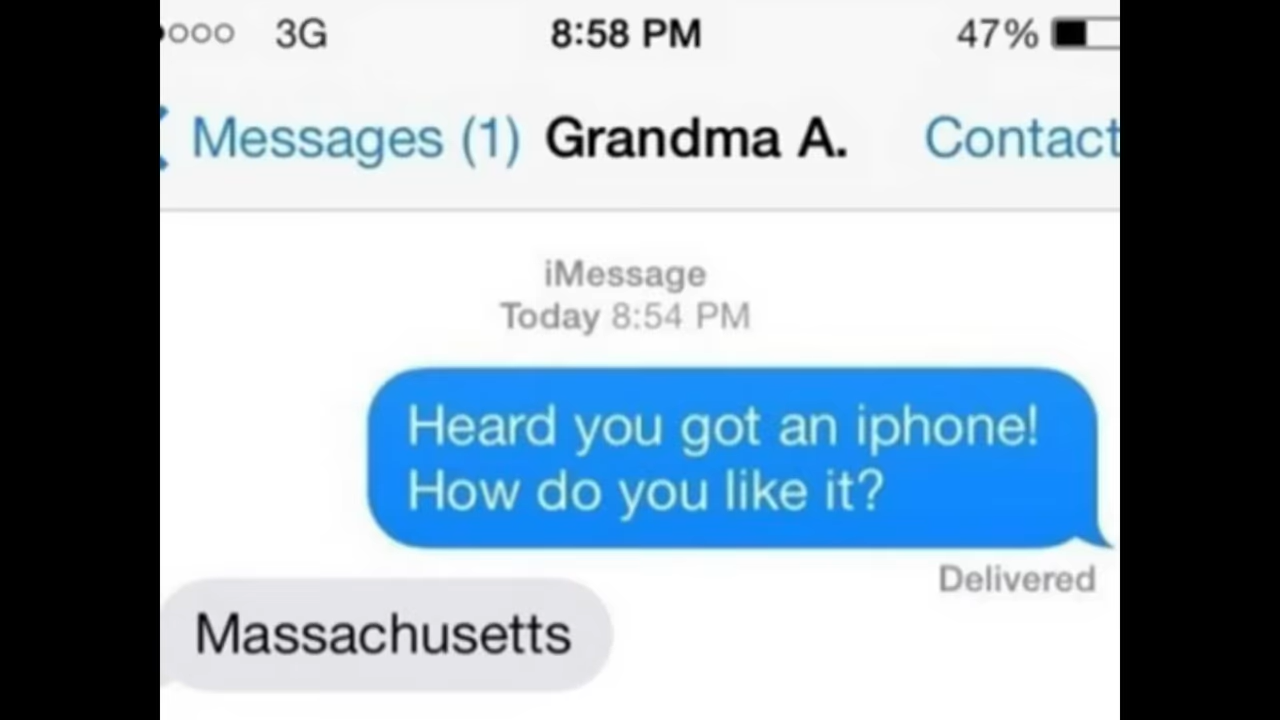 3G 8:58 PM 47%
Messages (1) Grandma A. Contact
iMessage
Today 8:54 PM
Heard you got an iphone!
How do you like it?
Delivered
Massachusetts